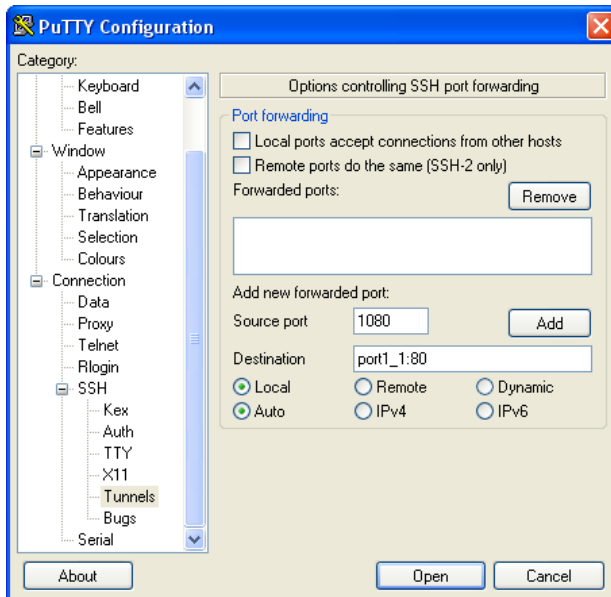 PuTTY Configuration
Category:
Keyboard
Bell
Features
Window
Appearance
Behaviour
Translation
Selection
Colours
Connection
Data
Proxy
Telnet
Rlogin
SSH
Kex
Auth
TTY
X11
Tunnels
Bugs
Serial
Options controlling SSH port forwarding
Port forwarding
Local ports accept connections from other hosts
Remote ports do the same (SSH-2 only)
Forwarded ports:
Remove
Add new forwarded port:
Source port 1080 Add
Destination port1_1:80
Local Remote Dynamic
Auto IPv4 IPv6
About Open Cancel